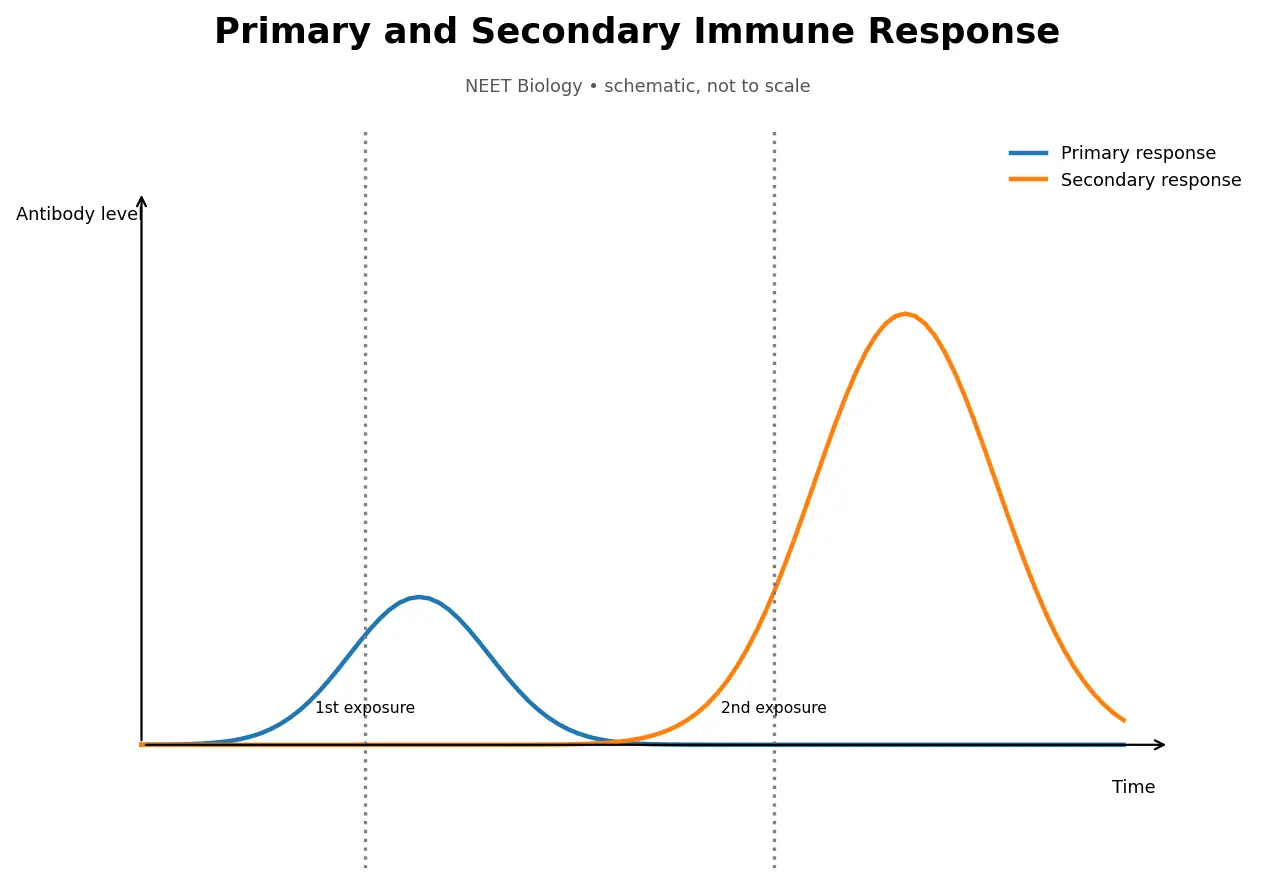 Primary and Secondary Immune Response
NEET Biology • schematic, not to scale
Primary response
Secondary response
Antibody level
1st exposure
2nd exposure
Time